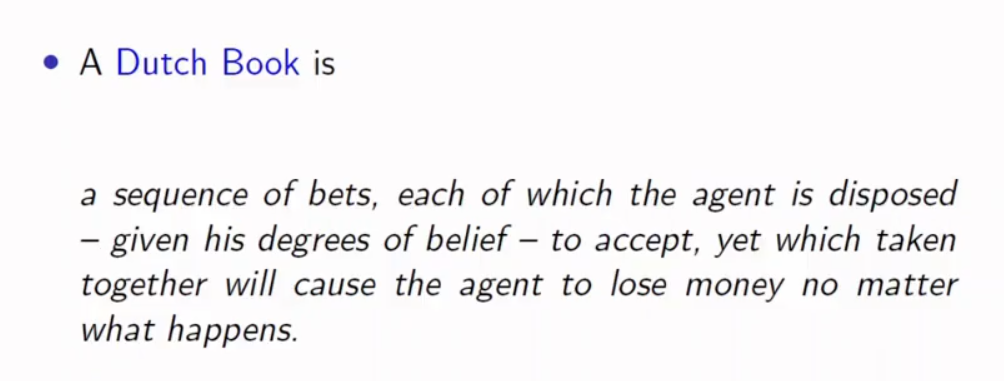 • A Dutch Book is
a sequence of bets, each of which the agent is disposed
– given his degrees of belief – to accept, yet which taken
together will cause the agent to lose money no matter
what happens.